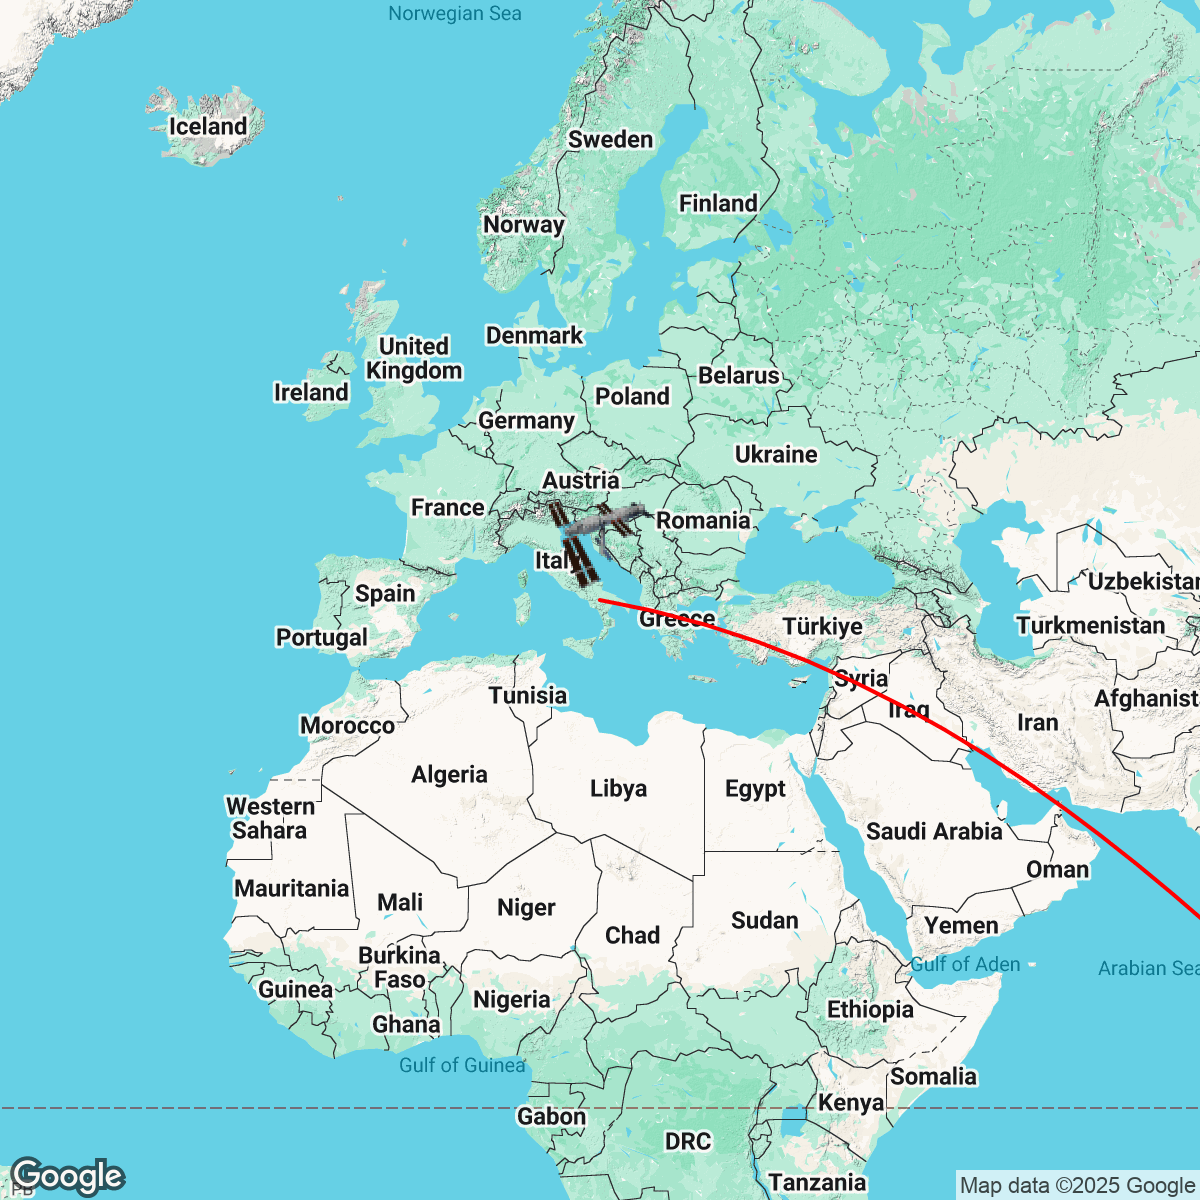 Norwegian Sea
Iceland
Sweden
Finland
Norway
Denmark
United
Kingdom
Ireland
Belarus
Poland
Germany
Ukraine
Austria
France
Romania
Italy
Spain
Uzbekistan
Greece
Türkiye
Turkmenistan
Portugal
Syria
Tunisia
Afghanist
Iraq
Iran
Morocco
Algeria
Libya
Egypt
Western
Sahara
Saudi Arabia
Oman
Mauritania
Mali
Niger
Chad
Sudan
Yemen
Burkina
Faso
Gulf of Aden
Arabian Sea
Guinea
Nigeria
Ethiopia
Ghana
Gulf of Guinea
Somalia
Kenya
Gabon
DRC
Tanzania
Google
PB
Map data ©2025 Google